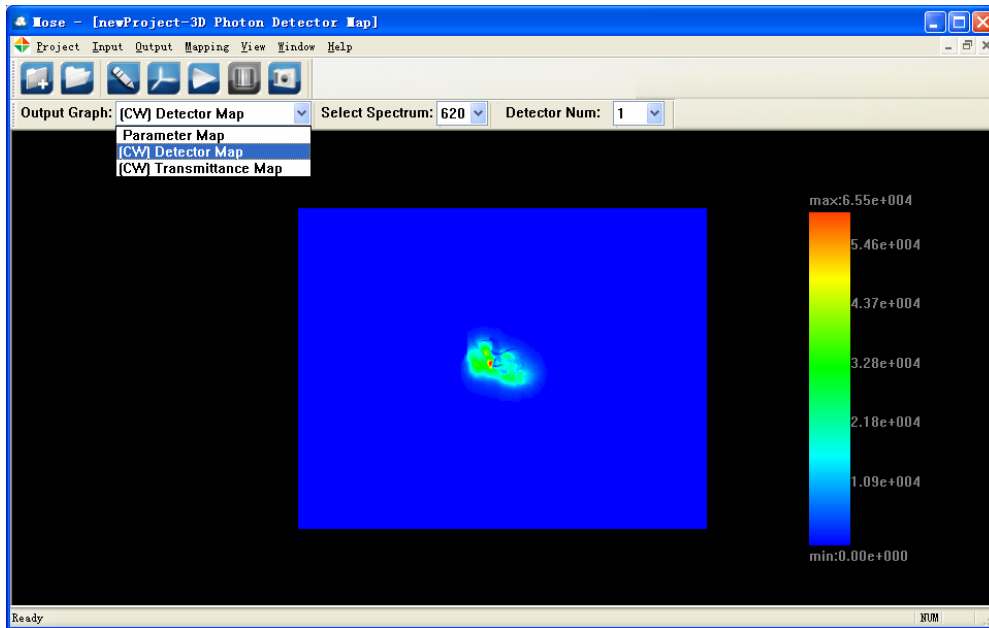 Mose - [newProject-3D Photon Detector Map]
Project Input Output Mapping View Window Help
Output Graph: (CW) Detector Map Select Spectrum: 620 Detector Num: 1
Parameter Map
(CW) Detector Map
(CW) Transmittance Map
max:6.55e+004
5.46e+004
4.37e+004
3.28e+004
2.18e+004
1.09e+004
min:0.00e+000
Ready NUM